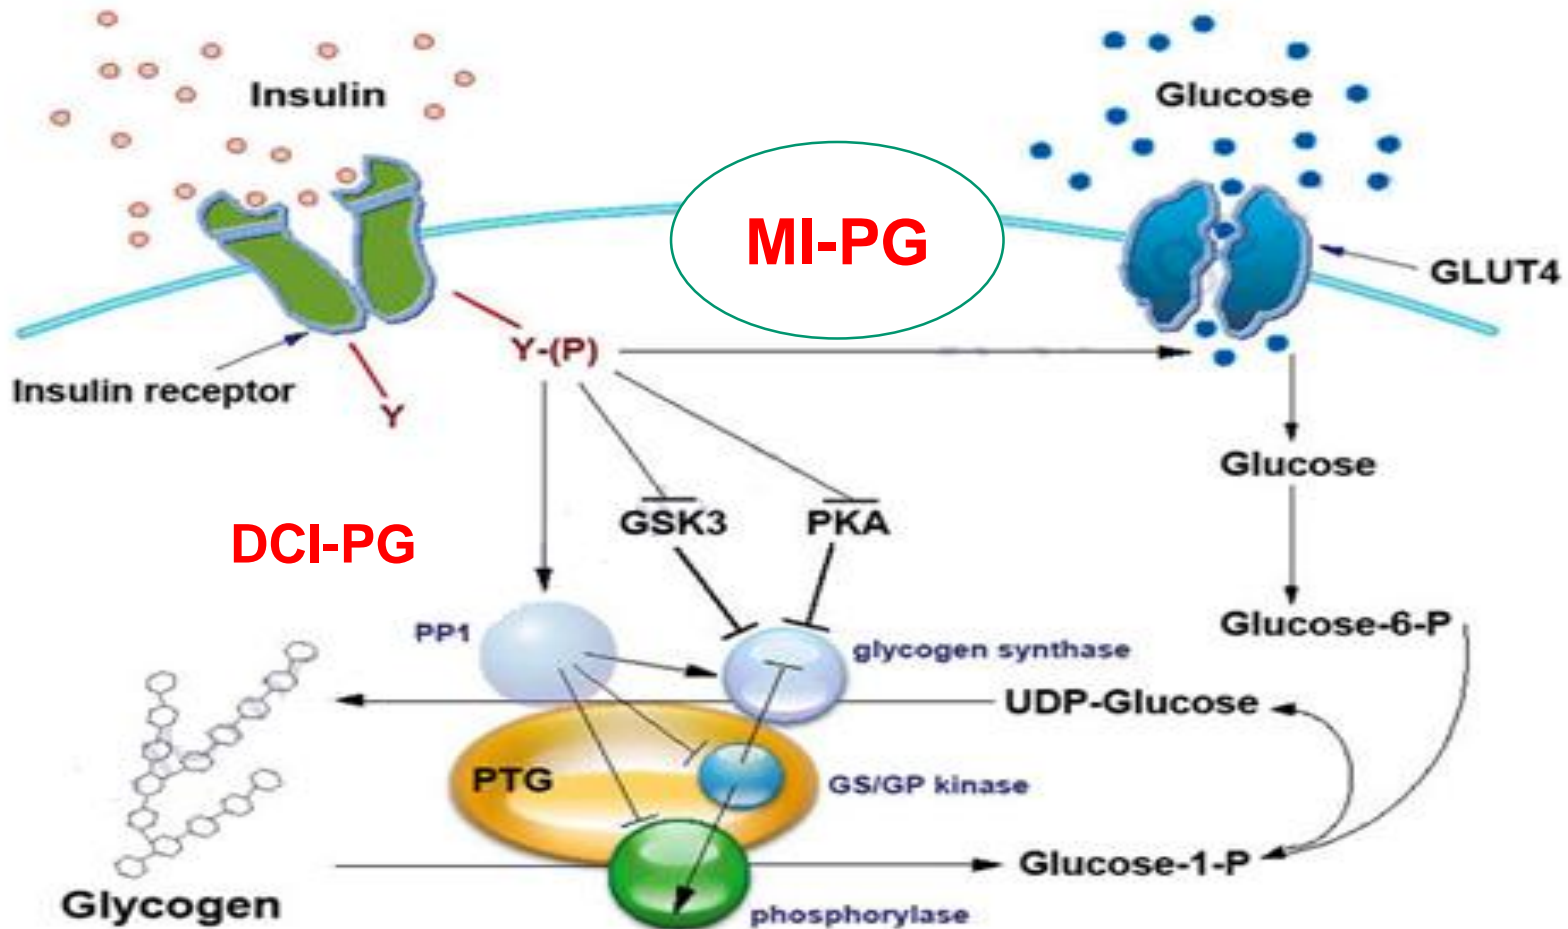 Insulin
Glucose
MI-PG
GLUT4
Y-(P)
Insulin receptor
Y
Glucose
GSK3
PKA
DCI-PG
PP1
Glucose-6-P
glycogen synthase
UDP-Glucose
PTG
GS/GP kinase
Glucose-1-P
Glycogen
phosphorylase